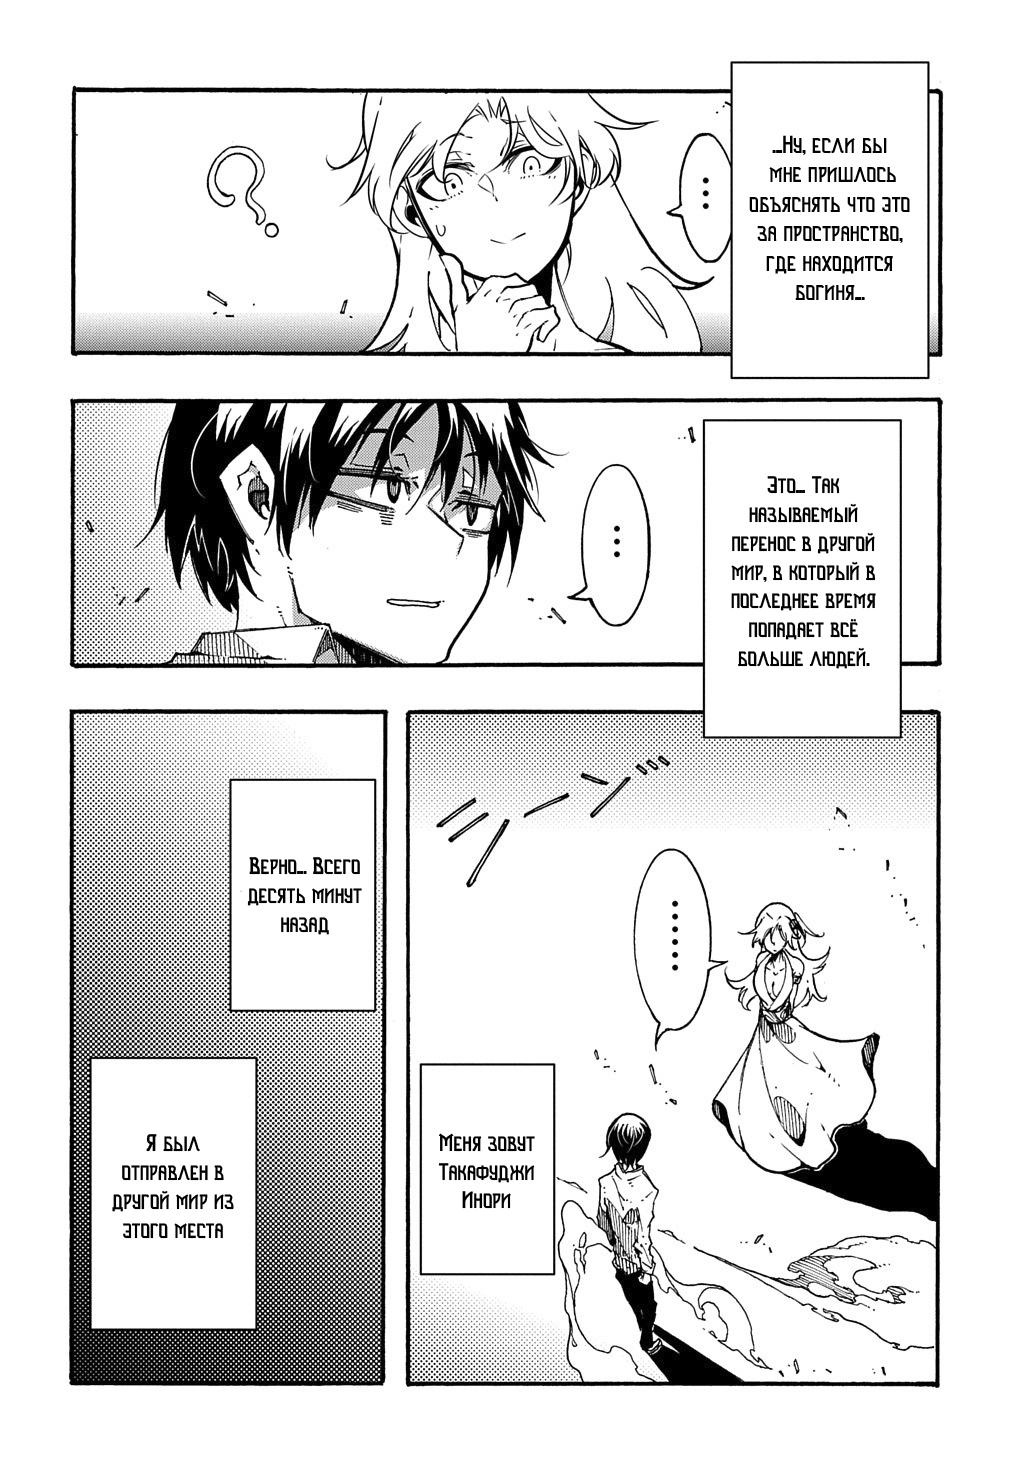 ...Ну, если бы
мне пришлось
объяснять что это
за пространство,
где находится
богиня...
?
...
Это... Так
называемый
перенос в другой
мир, в который в
последнее время
попадает всё
больше людей.
...
......
Меня зовут
Такафуджи
Инори
Верно... Всего
десять минут
назад
Я был
отправлен в
другой мир из
этого места